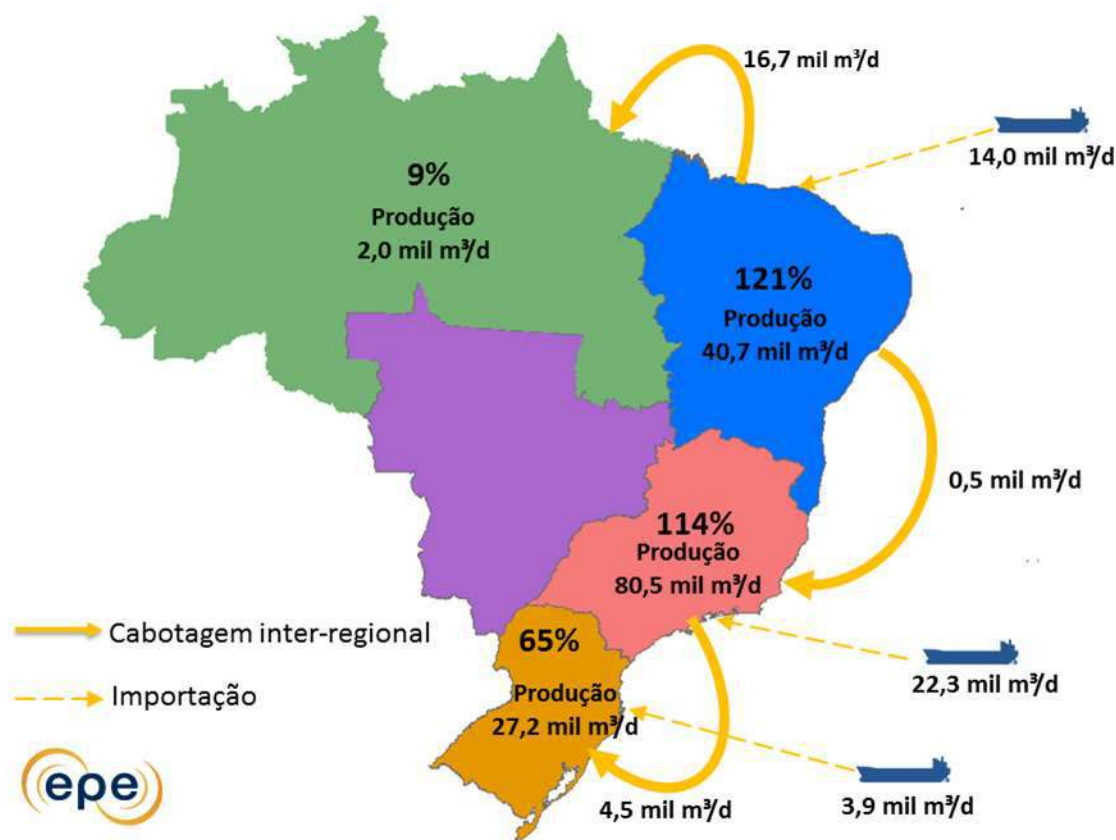 16,7 mil m³/d
14,0 mil m³/d
9%
Produção
2,0 mil m³/d
121%
Produção
40,7 mil m³/d
0,5 mil m³/d
114%
Produção
80,5 mil m³/d
Cabotagem inter-regional
65%
22,3 mil m³/d
Importação
Produção
27,2 mil m³/d
epe
4,5 mil m³/d
3,9 mil m³/d